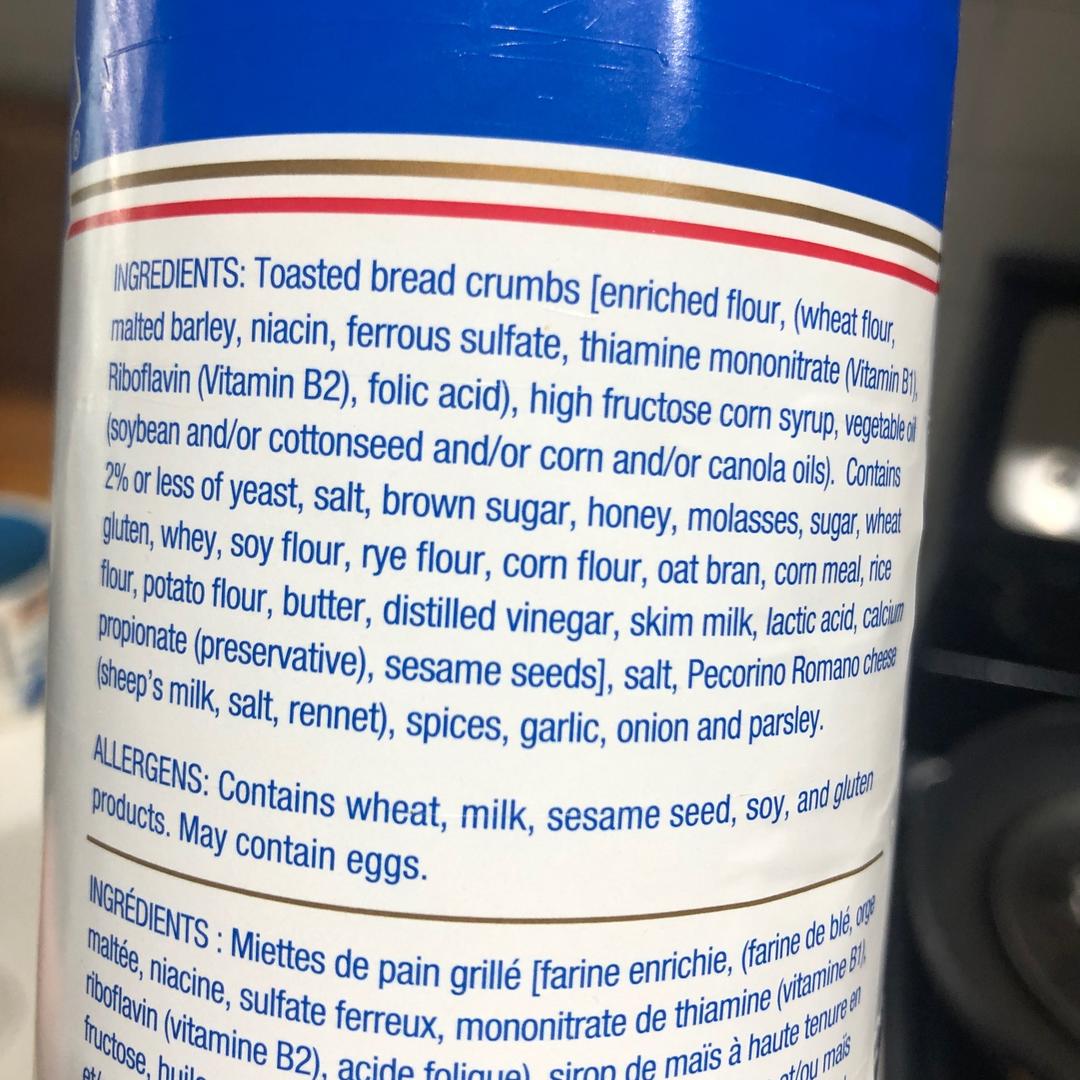 ®
INGREDIENTS: Toasted bread crumbs [enriched flour, (wheat flour,
malted barley, niacin, ferrous sulfate, thiamine mononitrate (Vitamin B1),
Riboflavin (Vitamin B2), folic acid), high fructose corn syrup, vegetable oil
(soybean and/or cottonseed and/or corn and/or canola oils). Contains
2% or less of yeast, salt, brown sugar, honey, molasses, sugar, wheat
gluten, whey, soy flour, rye flour, corn flour, oat bran, corn meal, rice
flour, potato flour, butter, distilled vinegar, skim milk, lactic acid, calcium
propionate (preservative), sesame seeds], salt, Pecorino Romano cheese
(sheep's milk, salt, rennet), spices, garlic, onion and parsley.
ALLERGENS: Contains wheat, milk, sesame seed, soy, and gluten
products. May contain eggs.
INGRÉDIENTS : Miettes de pain grillé [farine enrichie, (farine de blé, orge
maltée, niacine, sulfate ferreux, mononitrate de thiamine (vitamine B1),
riboflavin (vitamine B2), acide folique), sirop de maïs à haute tenure en
fructose, et/ou maïs